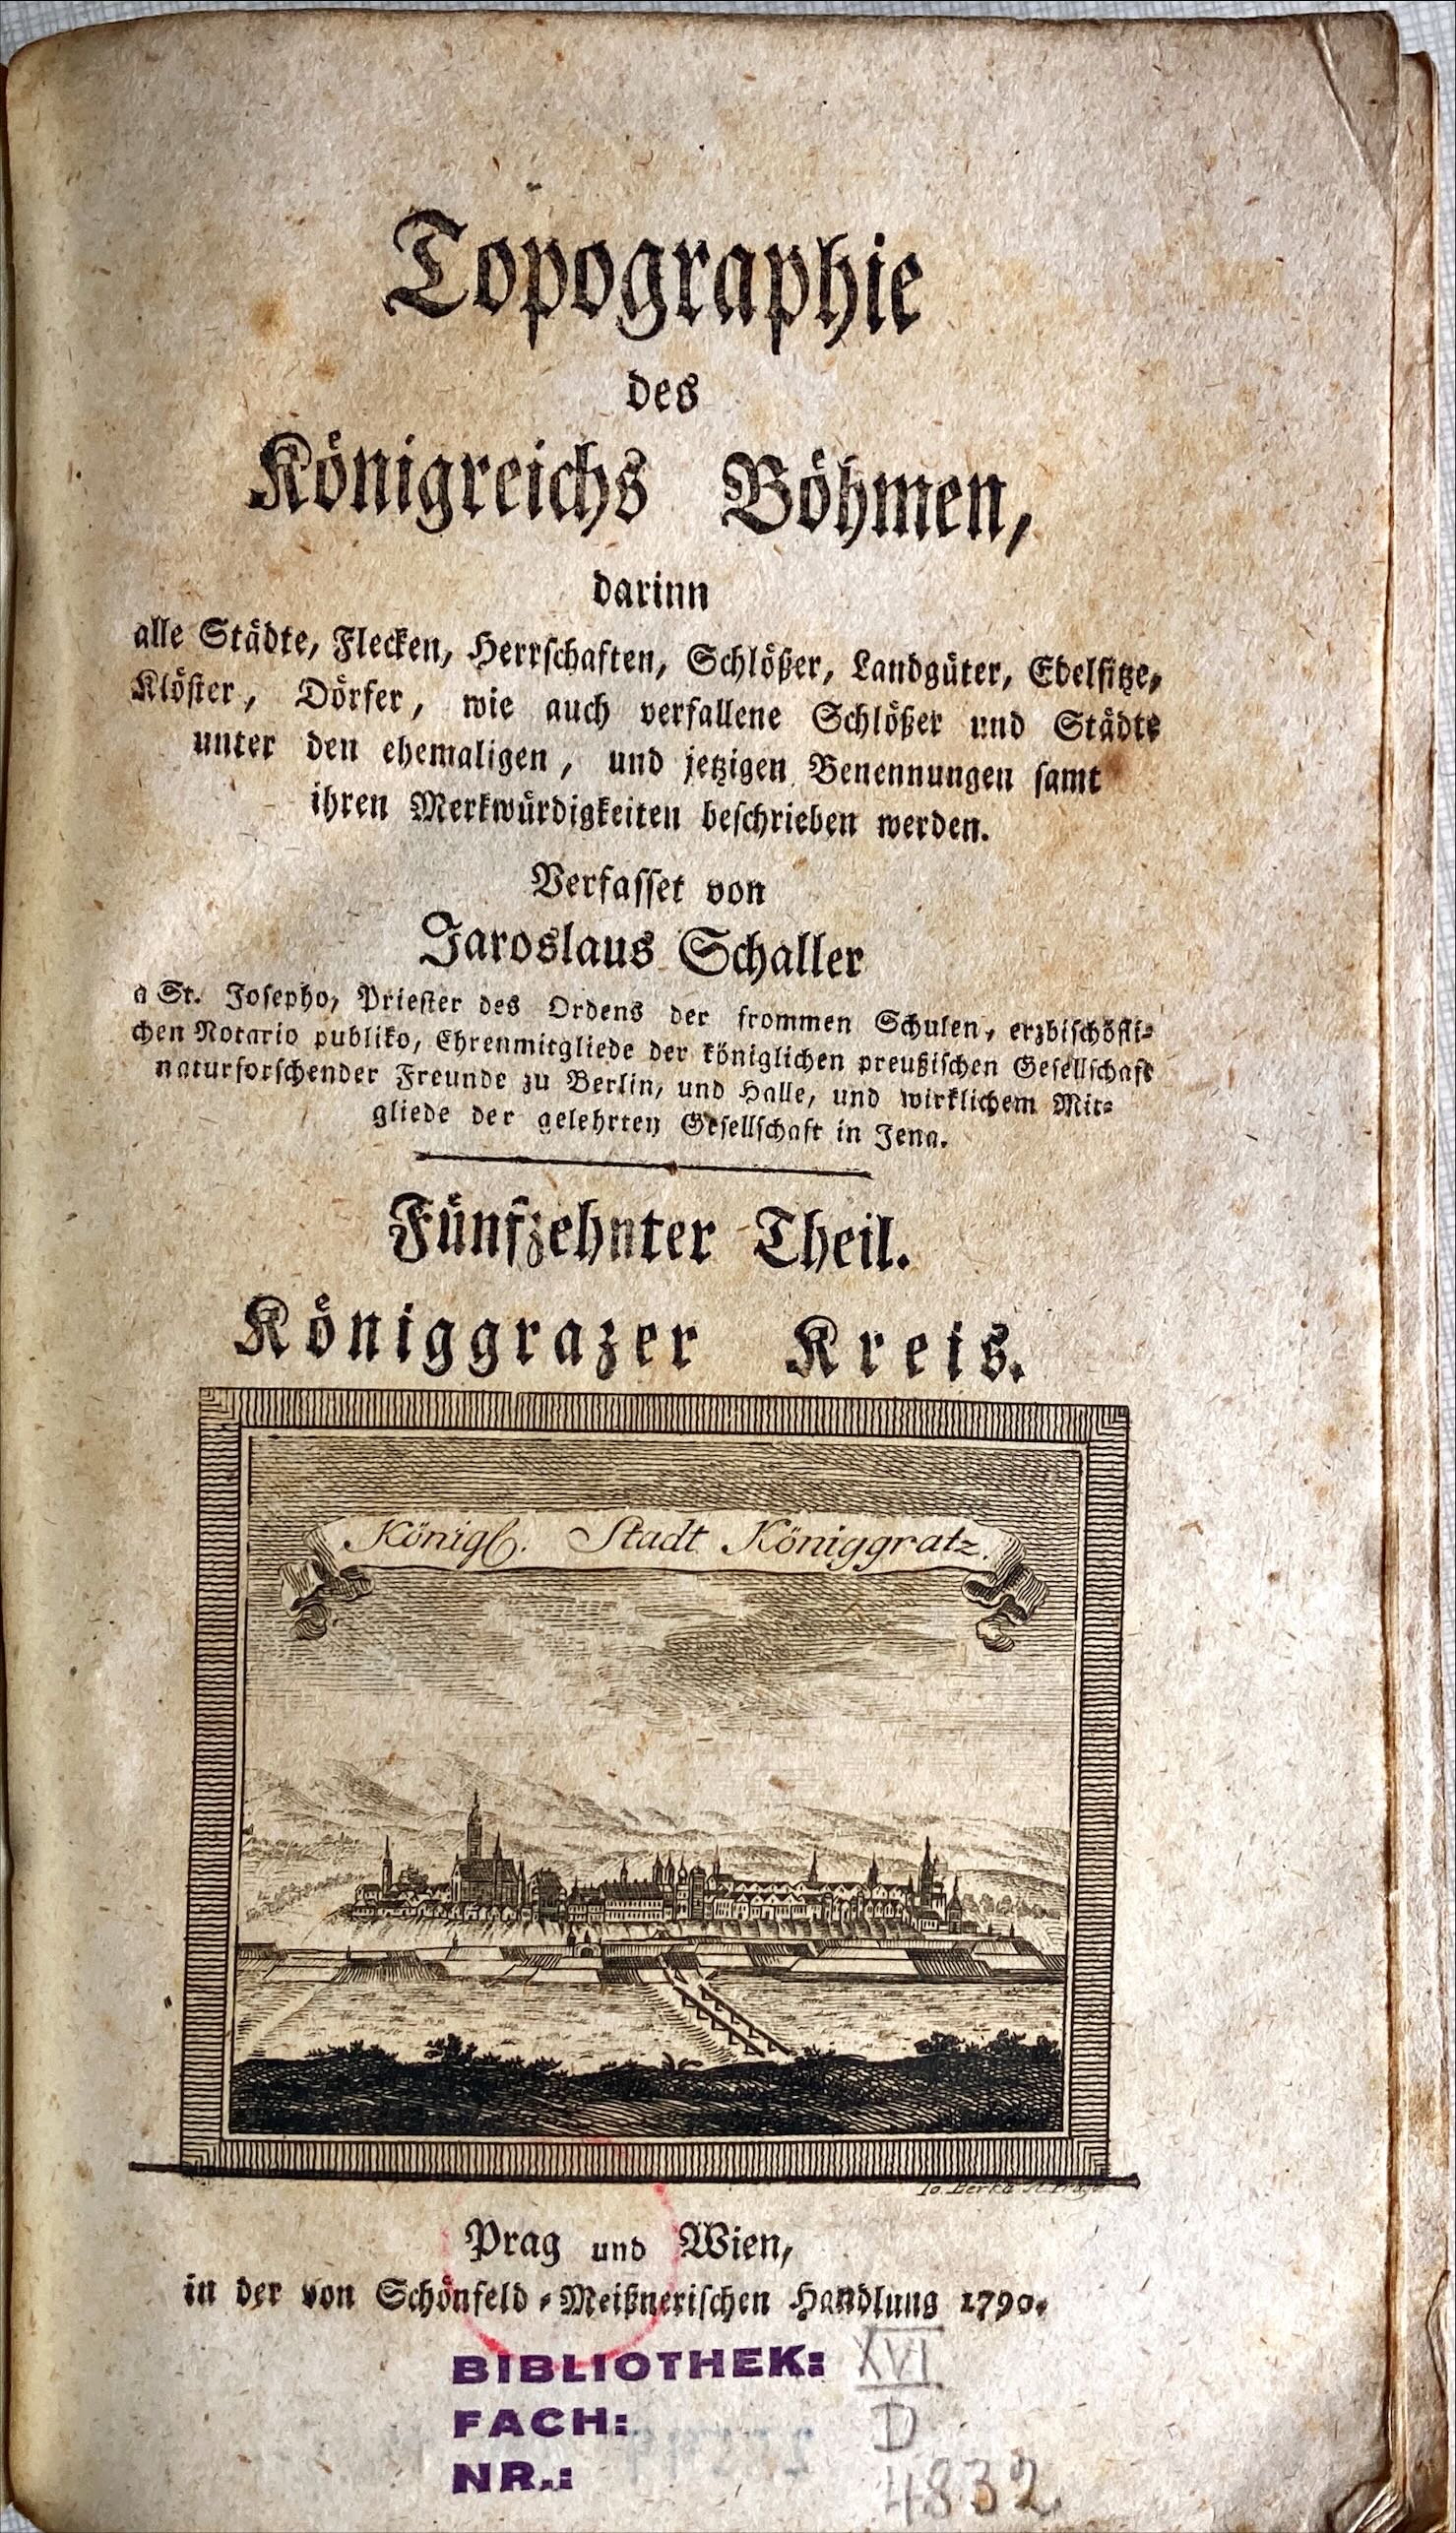 Topographie
des
Königreichs Böhmen,
darinn
alle Städte, Flecken, Herrschaften, Schlößer, Landgüter, Edelsitze,
Klöster, Dörfer, wie auch verfallene Schlößer und Städte
unter den ehemaligen, und jetzigen Benennungen samt
ihren Merkwürdigkeiten beschrieben werden.
Verfasset von
Jaroslaus Schaller
a St. Josepho, Priester des Ordens der frommen Schulen, erzbischöfli-
chen Notario publiko, Ehrenmitgliede der königlichen preußischen Gesellschaft
naturforschender Freunde zu Berlin, und Halle, und wirklichem Mit-
gliede der gelehrten Gesellschaft in Jena.
Fünfzehnter Theil.
Königgrazer Kreis.
Königl. Stadt Königgratz.
Jo. Berka
Prag und Wien,
in der von Schönfeld-Meißnerischen Handlung 1790.
BIBLIOTHEK: XVI
FACH: D
NR.: 4832